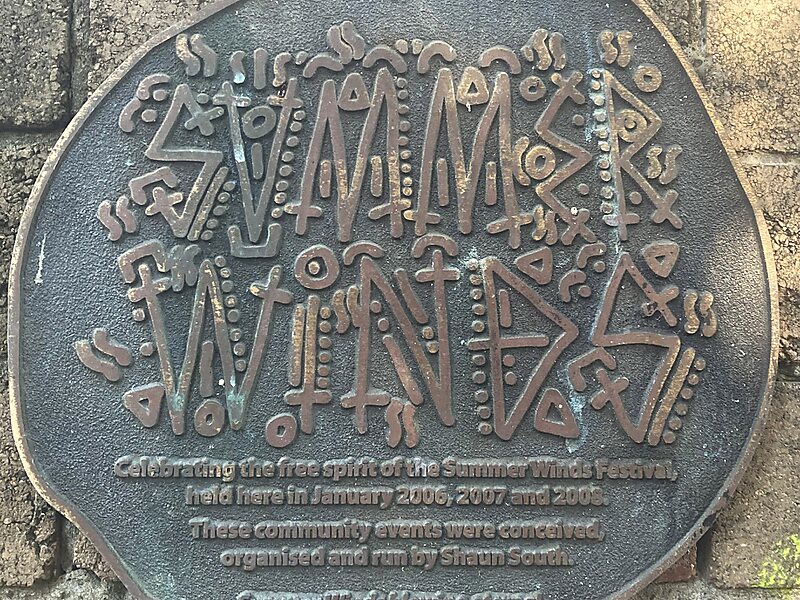 SUMMER
WINDS
Celebrating the free spirit of the Summer Winds Festival,
held here in January 2006, 2007 and 2008.
These community events were conceived,
organised and run by Shaun South.